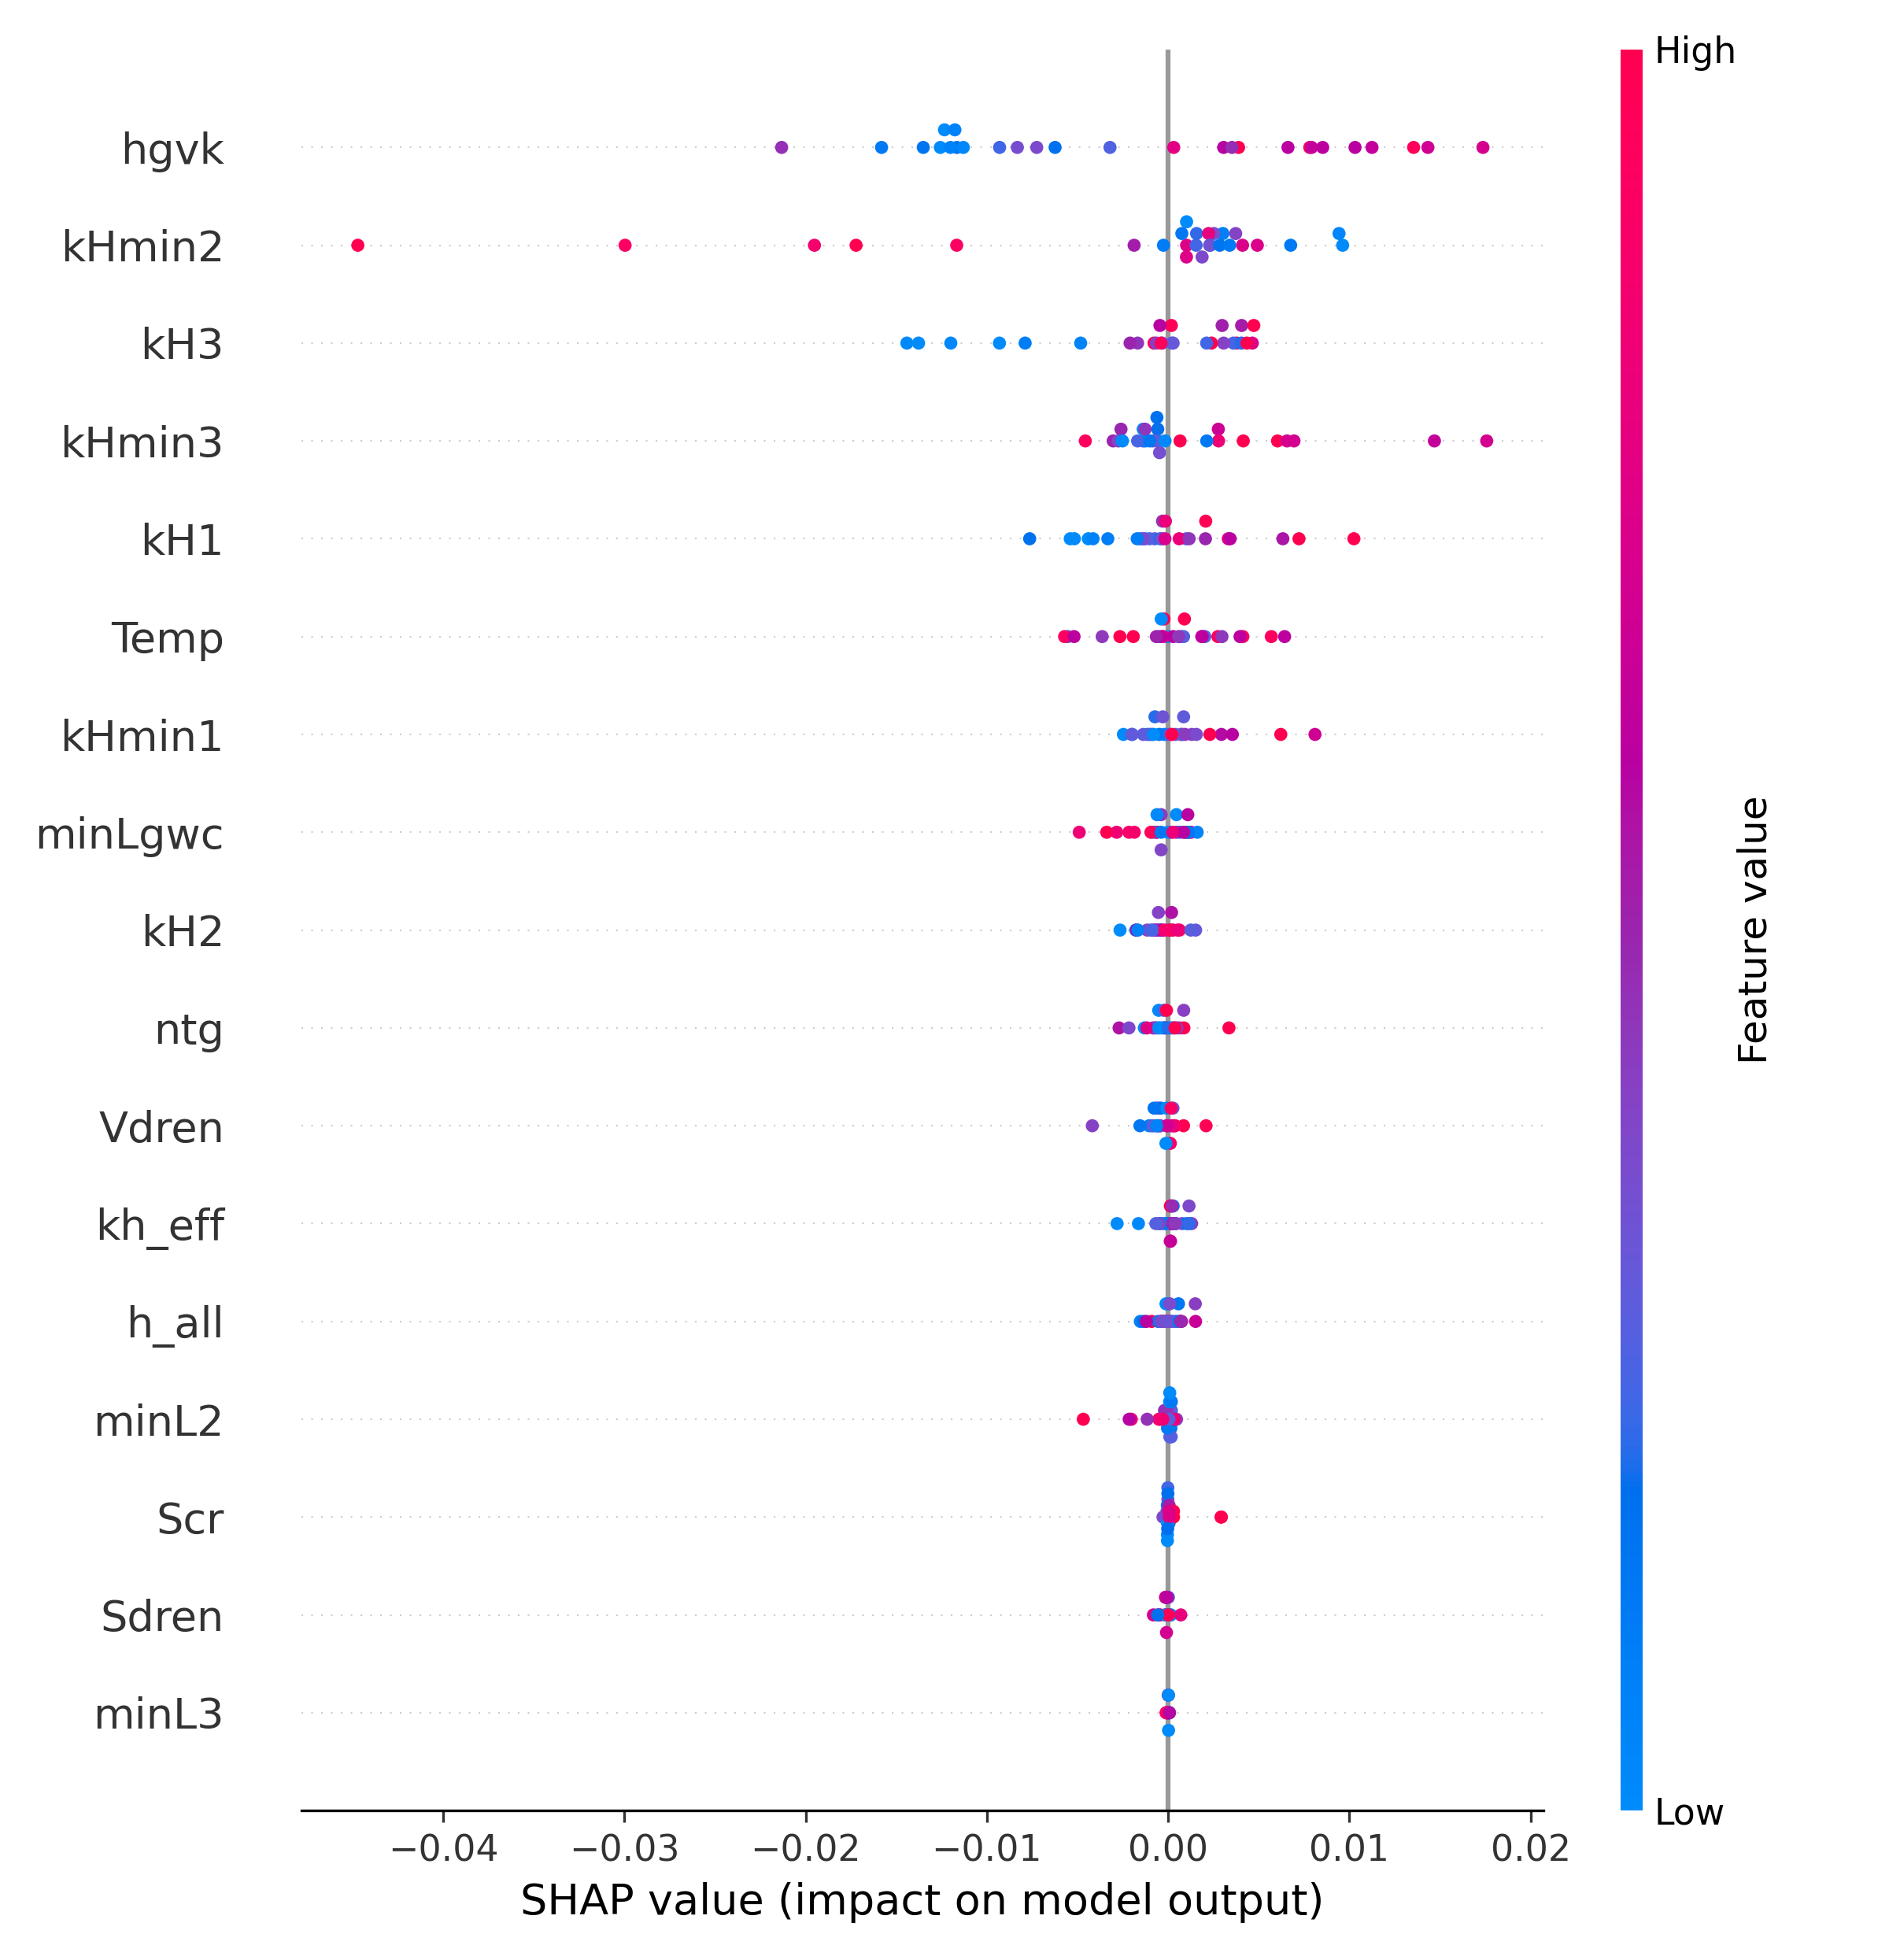 High
hgvk
kHmin2
kH3
kHmin3
kH1
Temp
kHmin1
minLgwc
kH2
ntg
Vdren
kh_eff
h_all
minL2
Scr
Sdren
minL3
Feature value
Low
−0.04 −0.03 −0.02 −0.01 0.00 0.01 0.02
SHAP value (impact on model output)